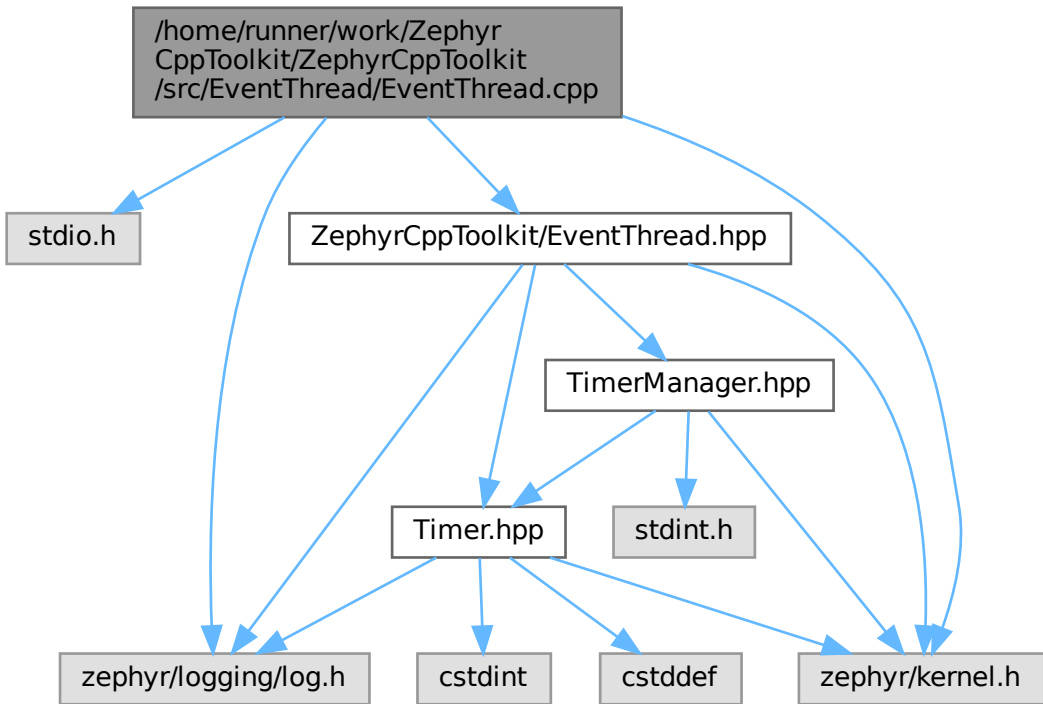 /home/runner/work/Zephyr
CppToolkit/ZephyrCppToolkit
/src/EventThread/EventThread.cpp
stdio.h
ZephyrCppToolkit/EventThread.hpp
TimerManager.hpp
Timer.hpp
stdint.h
zephyr/logging/log.h
cstdint
cstddef
zephyr/kernel.h